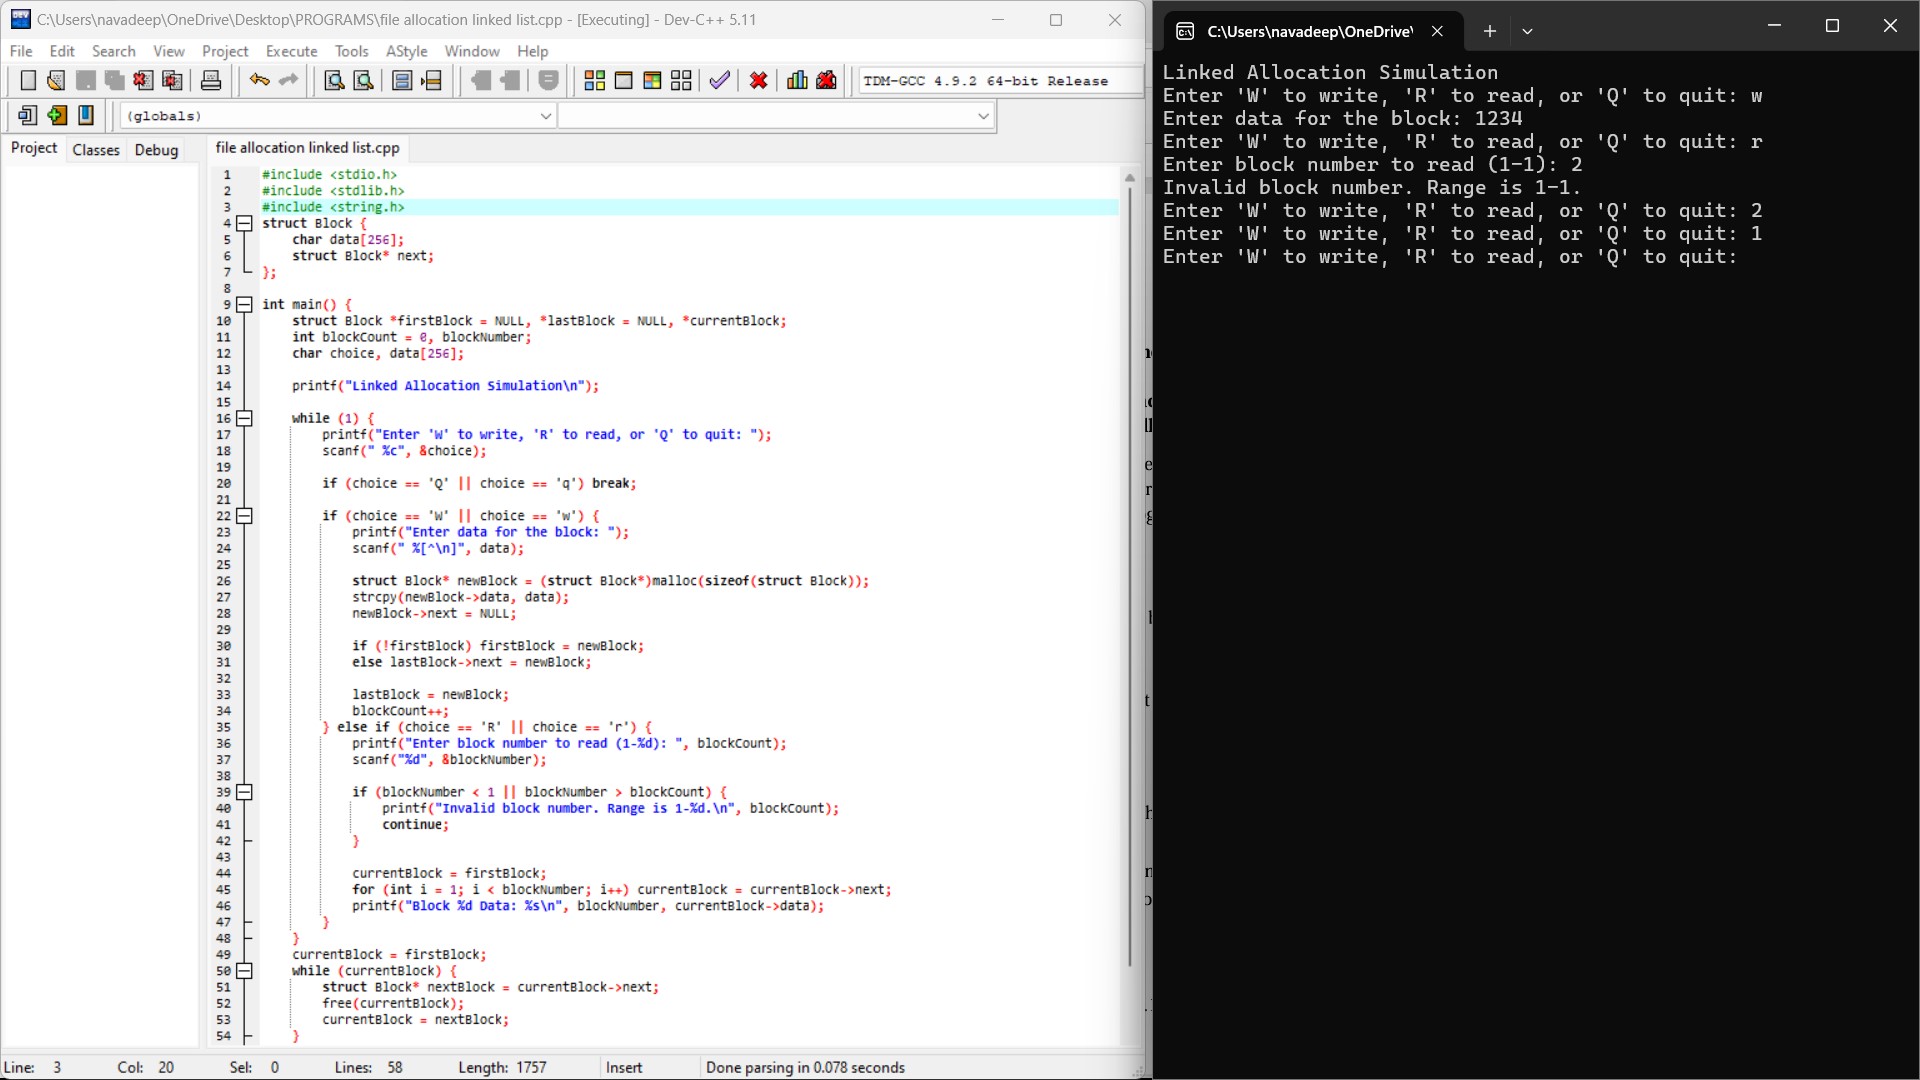 C:\Users\navadeep\OneDrive\Desktop\PROGRAMS\file allocation linked list.cpp - [Executing] - Dev-C++ 5.11
File Edit Search View Project Execute Tools AStyle Window Help
TDM-GCC 4.9.2 64-bit Release
(globals)
Project Classes Debug
file allocation linked list.cpp
1 #include <stdio.h>
2 #include <stdlib.h>
3 #include <string.h>
4 struct Block {
5 char data[256];
6 struct Block* next;
7 };
8
9 int main() {
10 struct Block *firstBlock = NULL, *lastBlock = NULL, *currentBlock;
11 int blockCount = 0, blockNumber;
12 char choice, data[256];
13
14 printf("Linked Allocation Simulation\n");
15
16 while (1) {
17 printf("Enter 'W' to write, 'R' to read, or 'Q' to quit: ");
18 scanf(" %c", &choice);
19
20 if (choice == 'Q' || choice == 'q') break;
21
22 if (choice == 'W' || choice == 'w') {
23 printf("Enter data for the block: ");
24 scanf(" %[^\n]", data);
25
26 struct Block* newBlock = (struct Block*)malloc(sizeof(struct Block));
27 strcpy(newBlock->data, data);
28 newBlock->next = NULL;
29
30 if (!firstBlock) firstBlock = newBlock;
31 else lastBlock->next = newBlock;
32
33 lastBlock = newBlock;
34 blockCount++;
35 } else if (choice == 'R' || choice == 'r') {
36 printf("Enter block number to read (1-%d): ", blockCount);
37 scanf("%d", &blockNumber);
38
39 if (blockNumber < 1 || blockNumber > blockCount) {
40 printf("Invalid block number. Range is 1-%d.\n", blockCount);
41 continue;
42 }
43
44 currentBlock = firstBlock;
45 for (int i = 1; i < blockNumber; i++) currentBlock = currentBlock->next;
46 printf("Block %d Data: %s\n", blockNumber, currentBlock->data);
47 }
48 }
49 currentBlock = firstBlock;
50 while (currentBlock) {
51 struct Block* nextBlock = currentBlock->next;
52 free(currentBlock);
53 currentBlock = nextBlock;
54 }
Line: 3 Col: 20 Sel: 0 Lines: 58 Length: 1757 Insert Done parsing in 0.078 seconds
C:\Users\navadeep\OneDrive\
Linked Allocation Simulation
Enter 'W' to write, 'R' to read, or 'Q' to quit: w
Enter data for the block: 1234
Enter 'W' to write, 'R' to read, or 'Q' to quit: r
Enter block number to read (1-1): 2
Invalid block number. Range is 1-1.
Enter 'W' to write, 'R' to read, or 'Q' to quit: 2
Enter 'W' to write, 'R' to read, or 'Q' to quit: 1
Enter 'W' to write, 'R' to read, or 'Q' to quit: